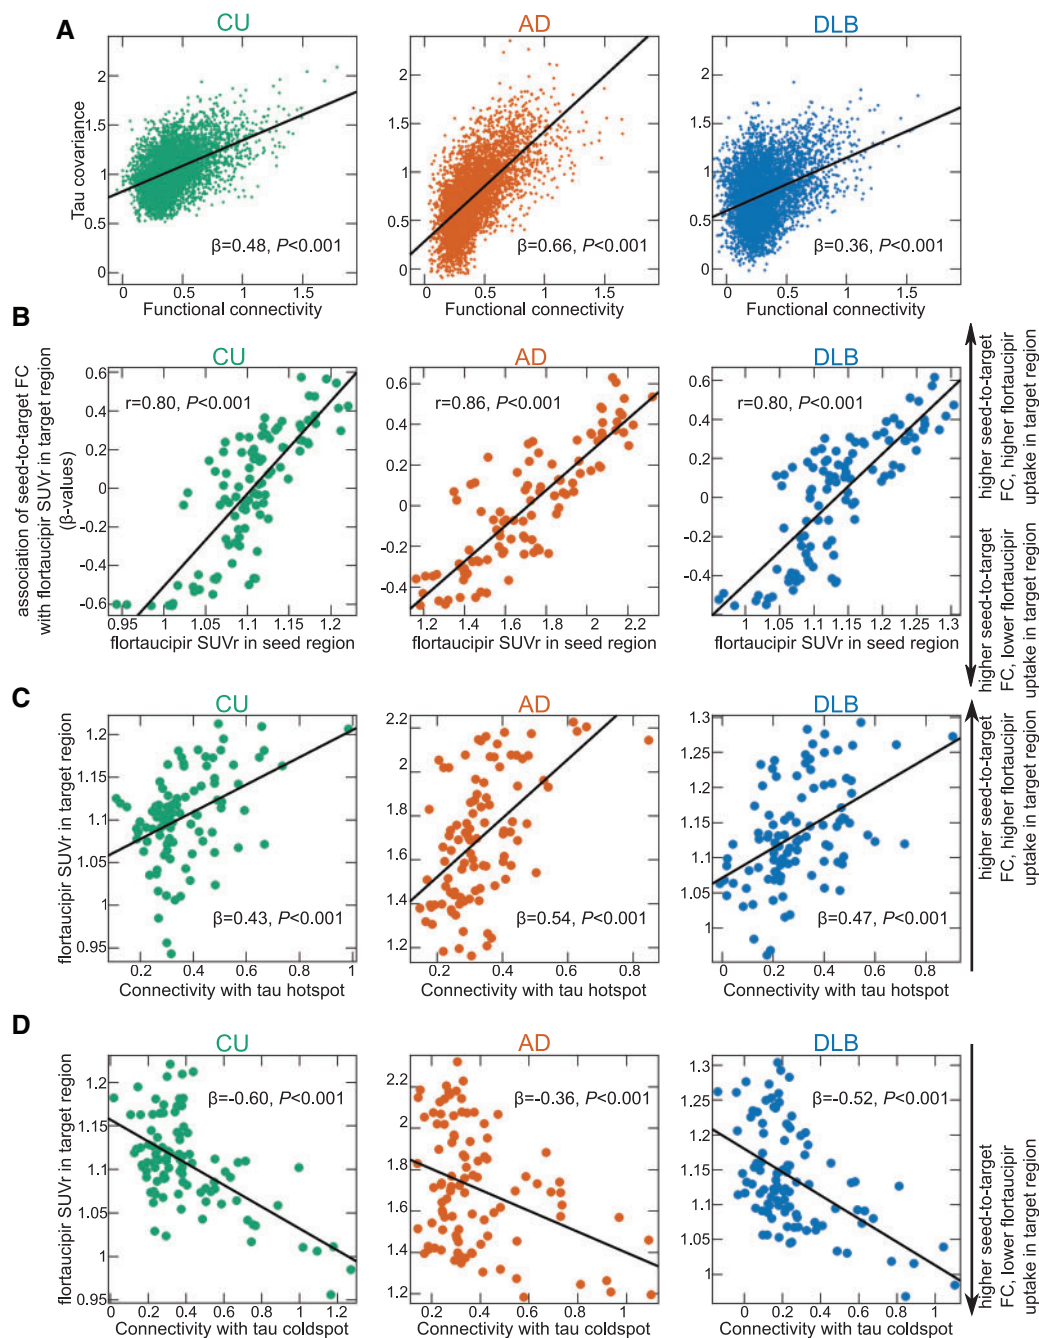 A
CU
AD
DLB
Tau covariance
2
1.5
1
0.5
0
β=0.48, P<0.001
0
0.5
1
1.5
Functional connectivity
2
1.5
1
0.5
0
β=0.66, P<0.001
0
0.5
1
1.5
Functional connectivity
2
1.5
1
0.5
0
β=0.36, P<0.001
0
0.5
1
1.5
Functional connectivity
B
CU
AD
DLB
association of seed-to-target FC
with flortaucipir SUVr in target region
(β-values)
0.6
0.4
0.2
0
-0.2
-0.4
-0.6
r=0.80, P<0.001
0.95
1
1.05
1.1
1.15
1.2
flortaucipir SUVr in seed region
0.6
0.4
0.2
0
-0.2
-0.4
r=0.86, P<0.001
1.2
1.4
1.6
1.8
2
2.2
flortaucipir SUVr in seed region
0.6
0.4
0.2
0
-0.2
-0.4
r=0.80, P<0.001
1
1.05
1.1
1.15
1.2
1.25
1.3
flortaucipir SUVr in seed region
higher seed-to-target
FC, higher flortaucipir
uptake in target region
higher seed-to-target
FC, lower flortaucipir
uptake in target region
C
CU
AD
DLB
flortaucipir SUVr in target region
1.2
1.15
1.1
1.05
1
0.95
β=0.43, P<0.001
0.2
0.4
0.6
0.8
1
Connectivity with tau hotspot
2.2
2
1.8
1.6
1.4
1.2
β=0.54, P<0.001
0.2
0.4
0.6
0.8
Connectivity with tau hotspot
1.3
1.25
1.2
1.15
1.1
1.05
1
β=0.47, P<0.001
0
0.2
0.4
0.6
0.8
Connectivity with tau hotspot
higher seed-to-target
FC, higher flortaucipir
uptake in target region
D
CU
AD
DLB
flortaucipir SUVr in target region
1.2
1.15
1.1
1.05
1
0.95
β=-0.60, P<0.001
0
0.2
0.4
0.6
0.8
1
1.2
Connectivity with tau coldspot
2.2
2
1.8
1.6
1.4
1.2
β=-0.36, P<0.001
0.2
0.4
0.6
0.8
1
Connectivity with tau coldspot
1.3
1.25
1.2
1.15
1.1
1.05
1
β=-0.52, P<0.001
0
0.2
0.4
0.6
0.8
1
Connectivity with tau coldspot
higher seed-to-target
FC, lower flortaucipir
uptake in target region